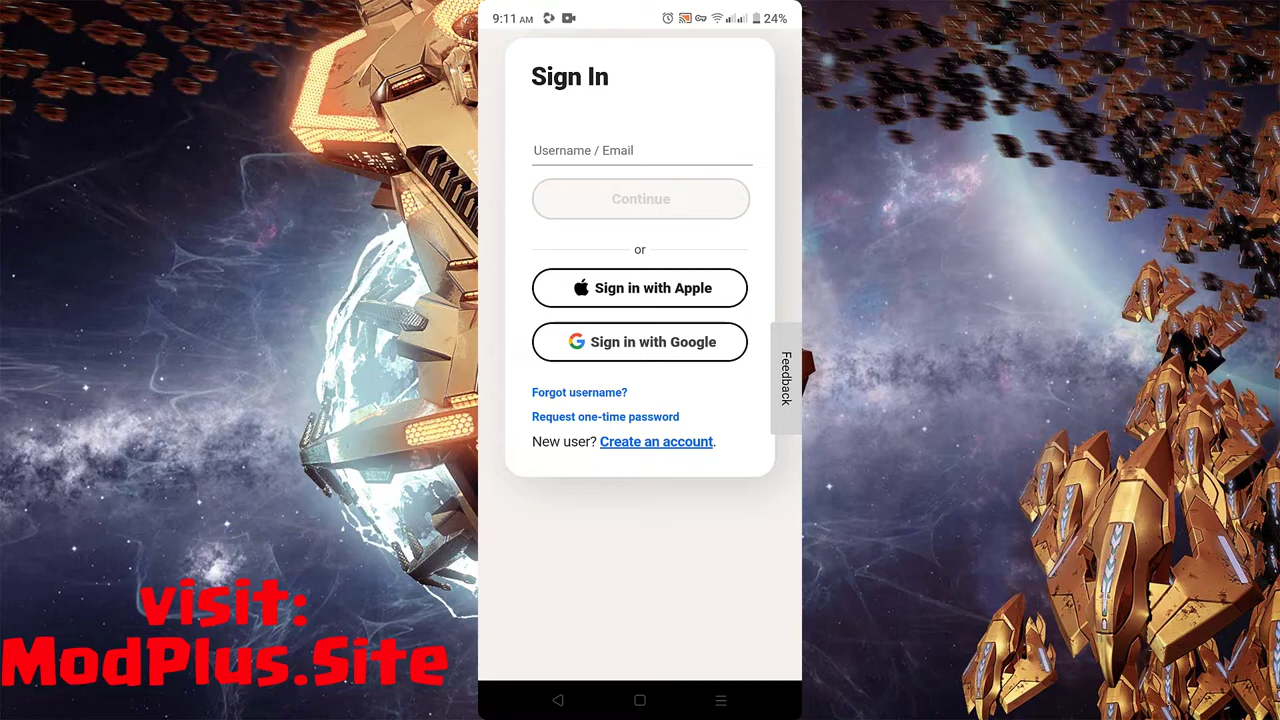 9:11 AM
24%
Sign In
Username / Email
Continue
or
Sign in with Apple
Sign in with Google
Feedback
Forgot username?
Request one-time password
New user? Create an account.
visit:
ModPlus.Site